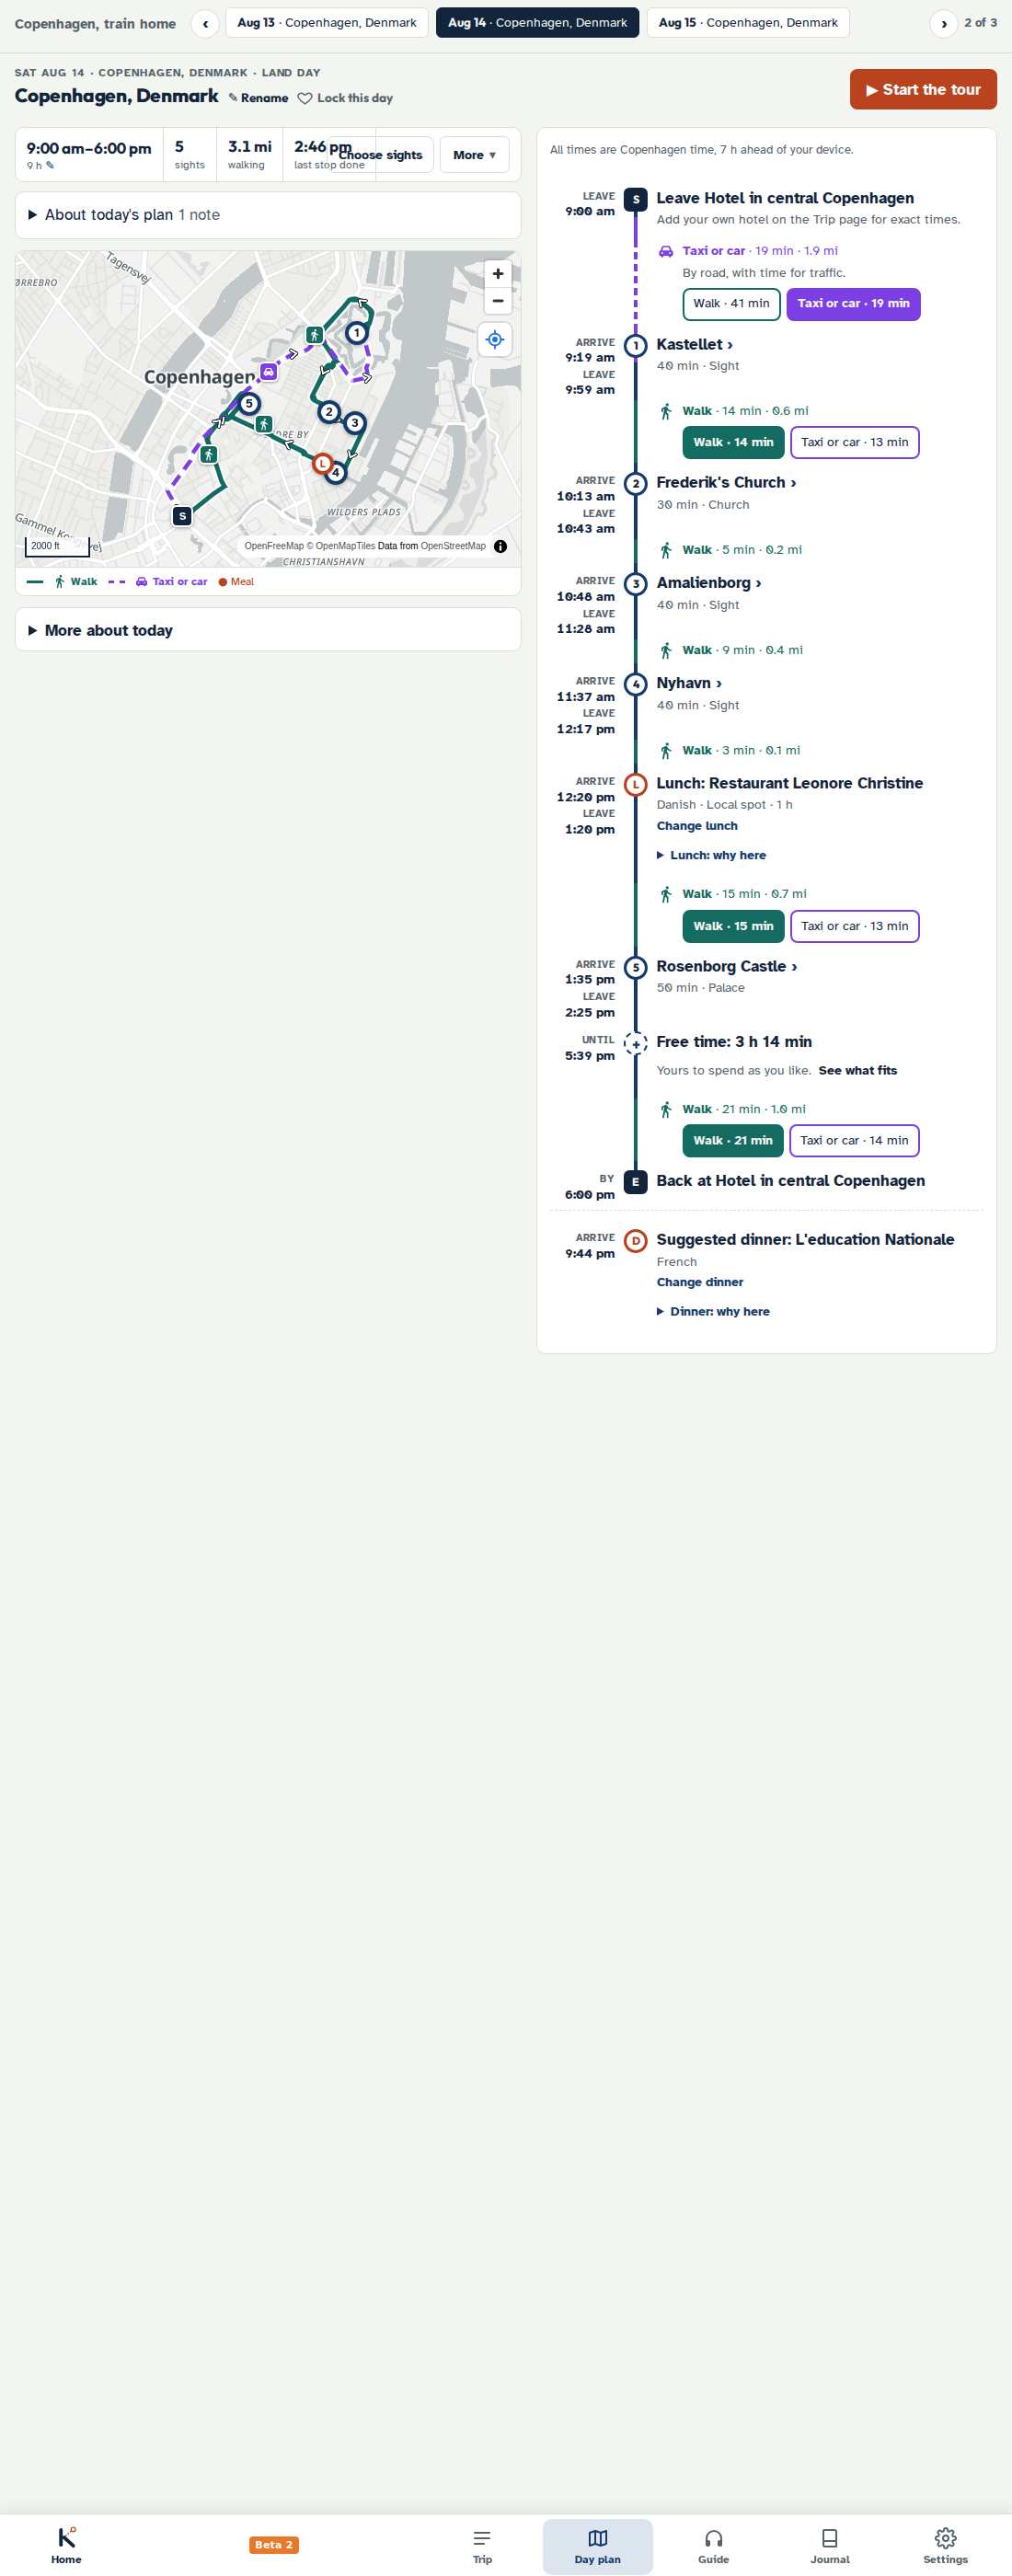 Copenhagen, train home
‹
Aug 13 · Copenhagen, Denmark
Aug 14 · Copenhagen, Denmark
Aug 15 · Copenhagen, Denmark
›
2 of 3
SAT AUG 14 · COPENHAGEN, DENMARK · LAND DAY
Copenhagen, Denmark ✎ Rename Lock this day
▶ Start the tour
9:00 am–6:00 pm
9 h ✎
5
sights
3.1 mi
walking
2:46 pm
last stop done
Choose sights
More ▾
▶ About today's plan 1 note
Tagensvej
ØRREBRO
+
−
1
Copenhagen
5
2
3
DRE BY
L
4
S
WILDERS PLADS
Gammel Ko
vej
2000 ft
OpenFreeMap © OpenMapTiles Data from OpenStreetMap
CHRISTIANSHAVN
Walk Taxi or car Meal
▶ More about today
All times are Copenhagen time, 7 h ahead of your device.
LEAVE
9:00 am
S
Leave Hotel in central Copenhagen
Add your own hotel on the Trip page for exact times.
Taxi or car · 19 min · 1.9 mi
By road, with time for traffic.
Walk · 41 min
Taxi or car · 19 min
ARRIVE
9:19 am
LEAVE
9:59 am
1
Kastellet ›
40 min · Sight
Walk · 14 min · 0.6 mi
Walk · 14 min
Taxi or car · 13 min
ARRIVE
10:13 am
LEAVE
10:43 am
2
Frederik's Church ›
30 min · Church
Walk · 5 min · 0.2 mi
ARRIVE
10:48 am
LEAVE
11:28 am
3
Amalienborg ›
40 min · Sight
Walk · 9 min · 0.4 mi
ARRIVE
11:37 am
LEAVE
12:17 pm
4
Nyhavn ›
40 min · Sight
Walk · 3 min · 0.1 mi
ARRIVE
12:20 pm
LEAVE
1:20 pm
L
Lunch: Restaurant Leonore Christine
Danish · Local spot · 1 h
Change lunch
▶ Lunch: why here
Walk · 15 min · 0.7 mi
Walk · 15 min
Taxi or car · 13 min
ARRIVE
1:35 pm
LEAVE
2:25 pm
5
Rosenborg Castle ›
50 min · Palace
UNTIL
5:39 pm
+
Free time: 3 h 14 min
Yours to spend as you like. See what fits
Walk · 21 min · 1.0 mi
Walk · 21 min
Taxi or car · 14 min
BY
6:00 pm
E
Back at Hotel in central Copenhagen
ARRIVE
9:44 pm
D
Suggested dinner: L'education Nationale
French
Change dinner
▶ Dinner: why here
Home
Beta 2
Trip
Day plan
Guide
Journal
Settings